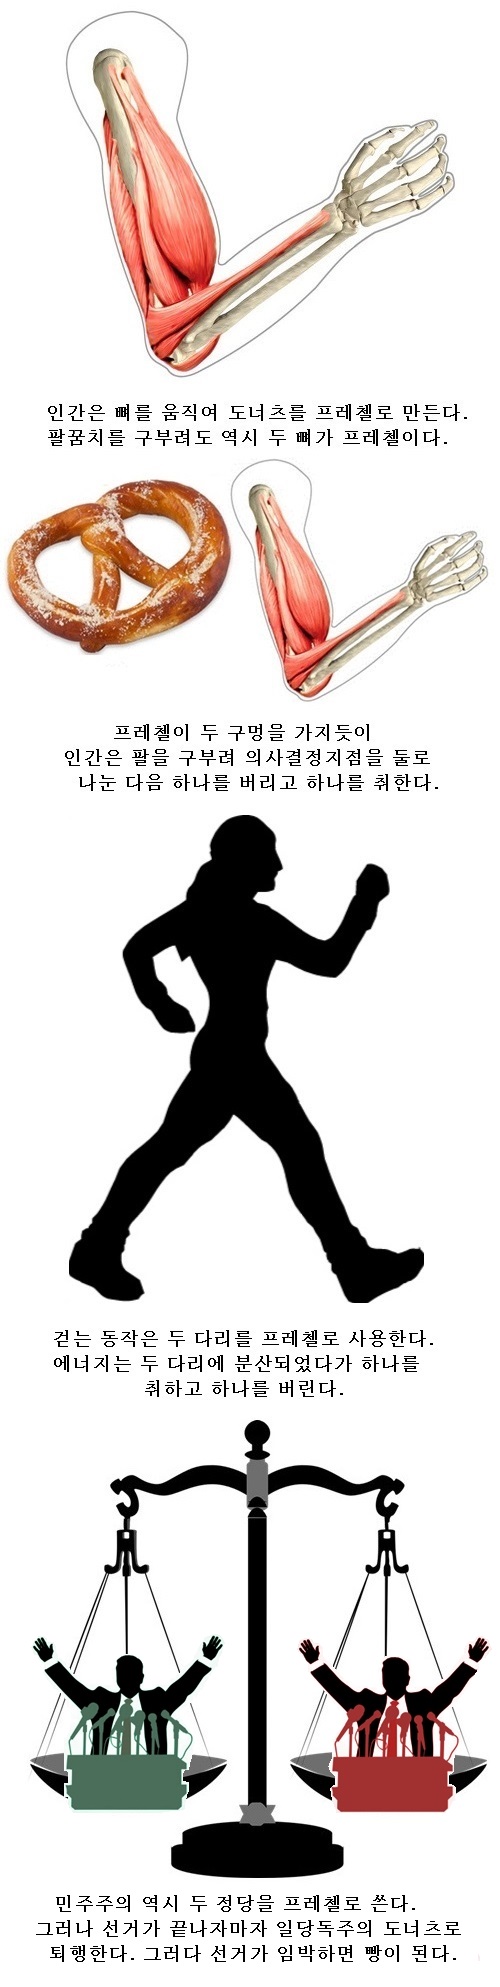 인간은 뼈를 움직여 도너츠를 프레첼로 만든다.
팔꿈치를 구부려도 역시 두 뼈가 프레첼이다.
프레첼이 두 구멍을 가지듯이
인간은 팔을 구부려 의사결정지점을 둘로
나눈 다음 하나를 버리고 하나를 취한다.
걷는 동작은 두 다리를 프레첼로 사용한다.
에너지는 두 다리에 분산되었다가 하나를
취하고 하나를 버린다.
민주주의 역시 두 정당을 프레첼로 쓴다.
그러나 선거가 끝나자마자 일당독주의 도너츠로
퇴행한다. 그러다 선거가 임박하면 빵이 된다.